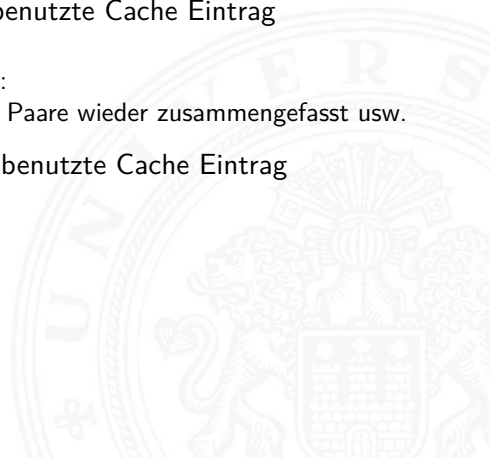 benutzte Cache Eintrag
:
Paare wieder zusammengefasst usw.
benutzte Cache Eintrag
U N I V E R S